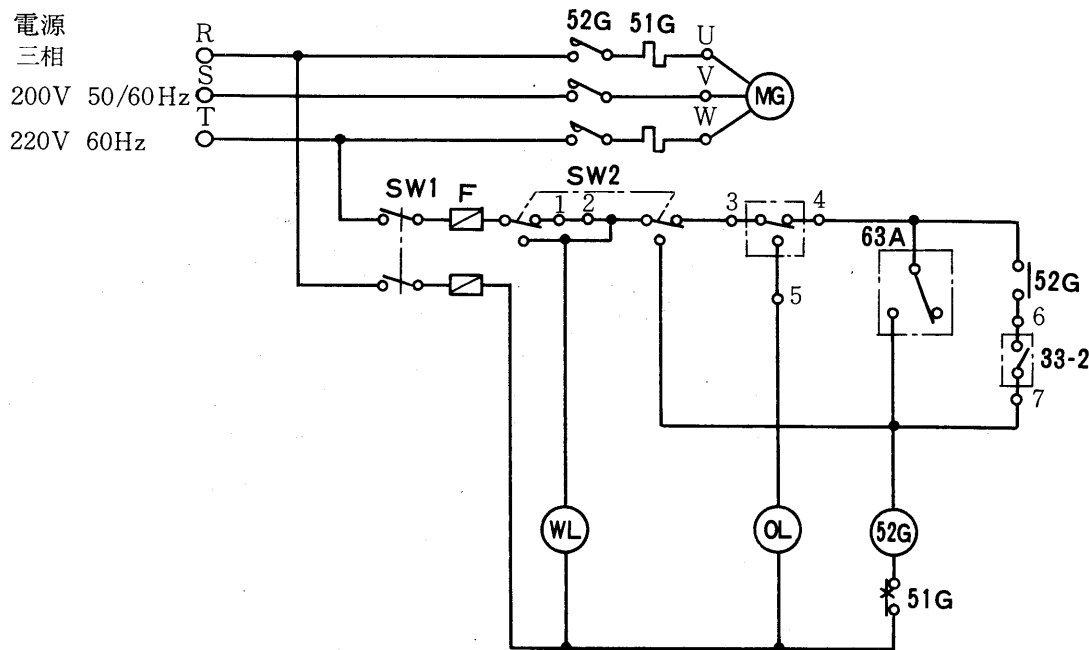 電源
三相
200V 50/60Hz
220V 60Hz
R
S
T
52G 51G
U
V
W
MG
SW1
F
SW2
1 2
3
4
5
63A
52G
6
33-2
7
WL
OL
52G
51G